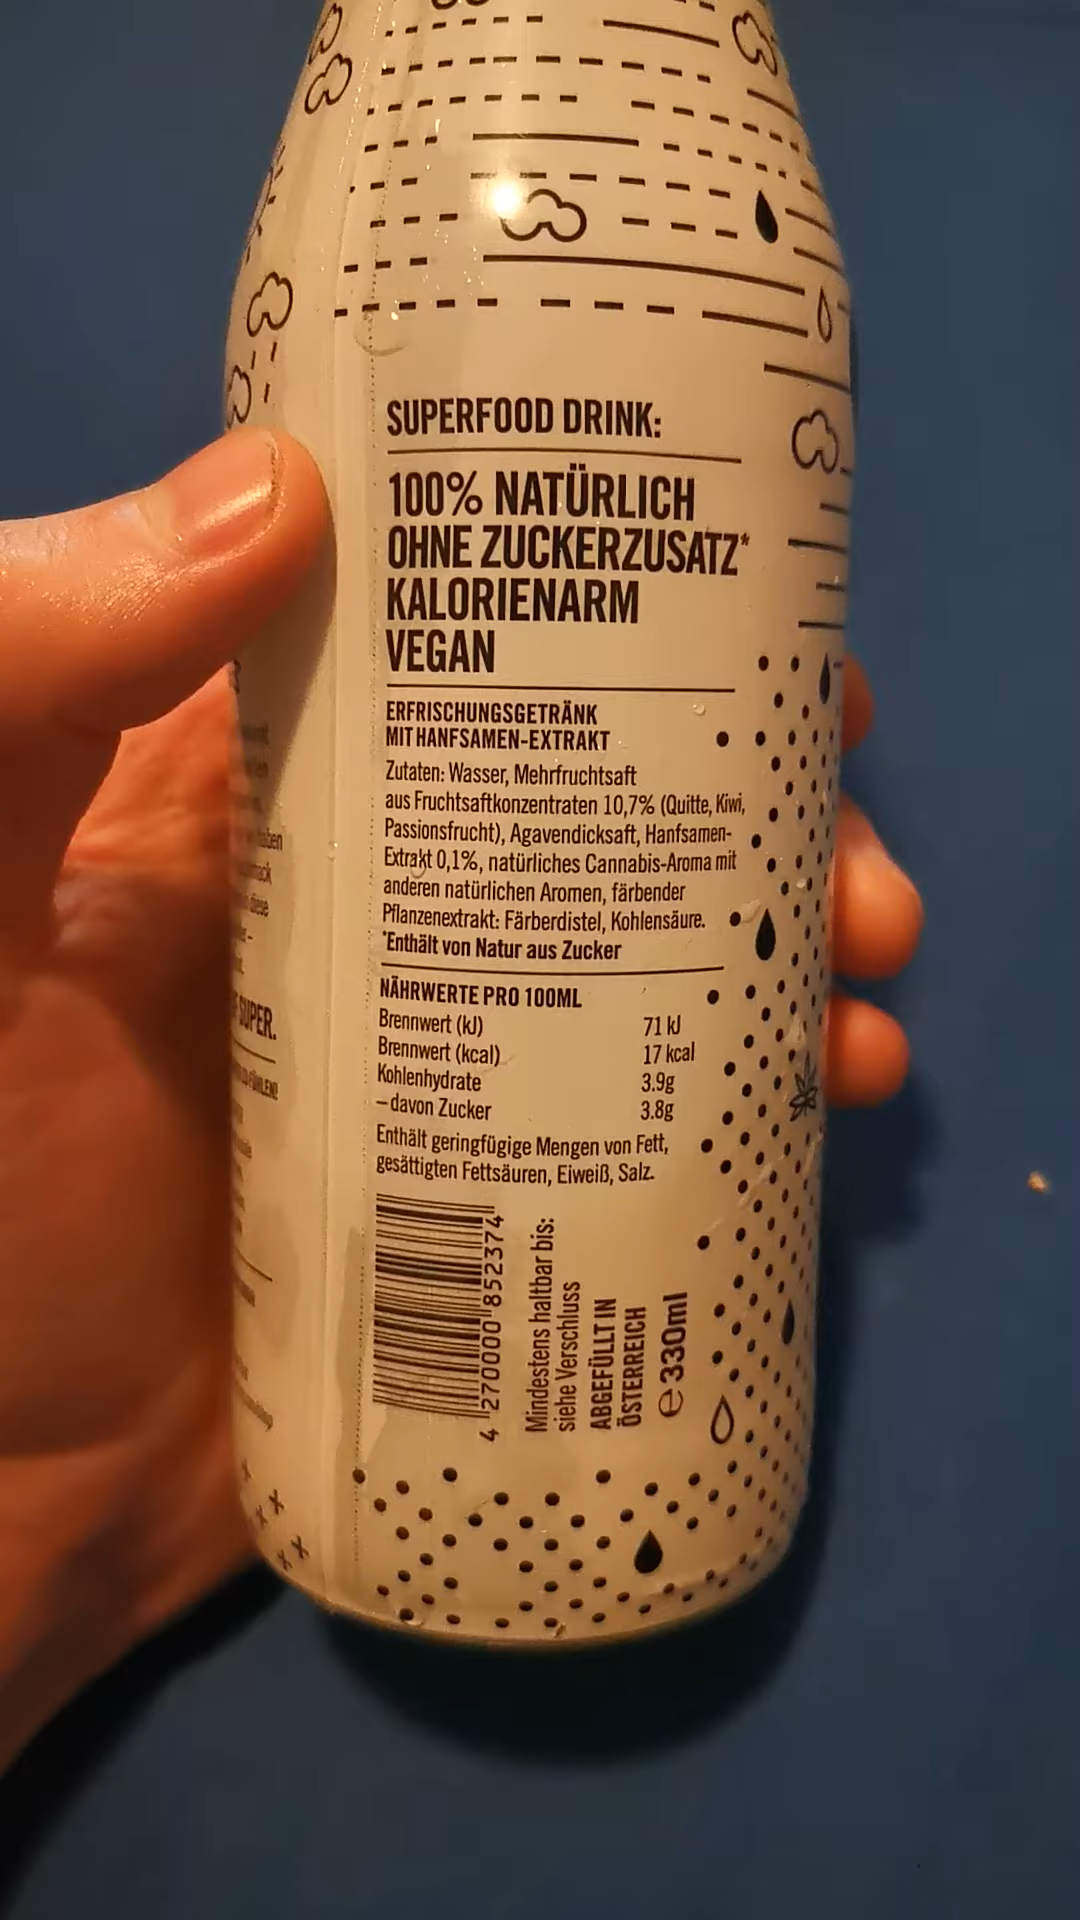 SUPERFOOD DRINK:
100% NATÜRLICH
OHNE ZUCKERZUSATZ*
KALORIENARM
VEGAN
ERFRISCHUNGSGETRÄNK
MIT HANFSAMEN-EXTRAKT
Zutaten: Wasser, Mehrfruchtsaft
aus Fruchtsaftkonzentraten 10,7% (Quitte, Kiwi,
Passionsfrucht), Agavendicksaft, Hanfsamen-
Extrakt 0,1%, natürliches Cannabis-Aroma mit
anderen natürlichen Aromen, färbender
Pflanzenextrakt: Färberdistel, Kohlensäure.
*Enthält von Natur aus Zucker
NÄHRWERTE PRO 100ML
Brennwert (kJ) 71 kJ
Brennwert (kcal) 17 kcal
Kohlenhydrate 3.9g
– davon Zucker 3.8g
Enthält geringfügige Mengen von Fett,
gesättigten Fettsäuren, Eiweiß, Salz.
4 270000 852374
Mindestens haltbar bis:
siehe Verschluss
ABGEFÜLLT IN
ÖSTERREICH
e 330ml
diese
SUPER.